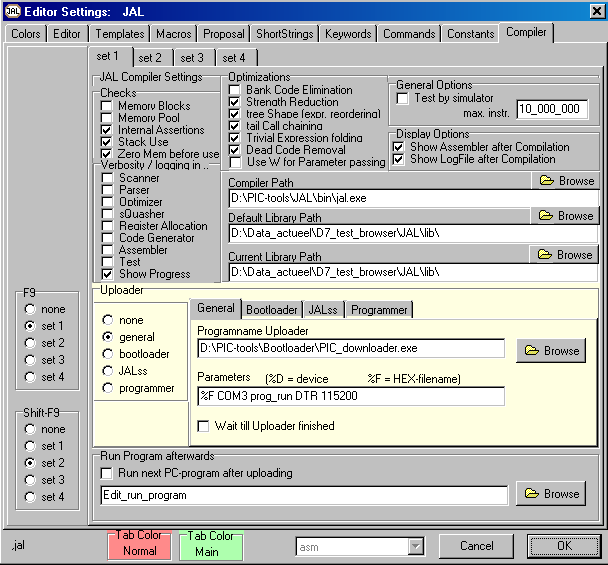 JAL Editor Settings: JAL
Colors Editor Templates Macros Proposal ShortStrings Keywords Commands Constants Compiler
set 1 set 2 set 3 set 4
JAL Compiler Settings
Checks
Memory Blocks
Memory Pool
Internal Assertions
Stack Use
Zero Mem before use
Verbosity / logging in ..
Scanner
Parser
Optimizer
sQuasher
Register Allocation
Code Generator
Assembler
Test
Show Progress
Optimizations
Bank Code Elimination
Strength Reduction
tree Shape (expr. reordering)
tail Call chaining
Trivial Expression folding
Dead Code Removal
Use W for Parameter passing
General Options
Test by simulator
max. instr. 10_000_000
Display Options
Show Assembler after Compilation
Show LogFile after Compilation
Compiler Path Browse
D:\PIC-tools\JAL\bin\jal.exe
Default Library Path Browse
D:\Data_actueel\D7_test_browser\JAL\lib\
Current Library Path Browse
D:\Data_actueel\D7_test_browser\JAL\lib\
F9
none
set 1
set 2
set 3
set 4
Shift-F9
none
set 1
set 2
set 3
set 4
Uploader
none
general
bootloader
JALss
programmer
General Bootloader JALss Programmer
Programname Uploader
D:\PIC-tools\Bootloader\PIC_downloader.exe Browse
Parameters (%D = device %F = HEX-filename)
%F COM3 prog_run DTR 115200
Wait till Uploader finished
Run Program afterwards
Run next PC-program after uploading
Edit_run_program Browse
.jal
Tab Color
Normal
Tab Color
Main
asm
Cancel OK